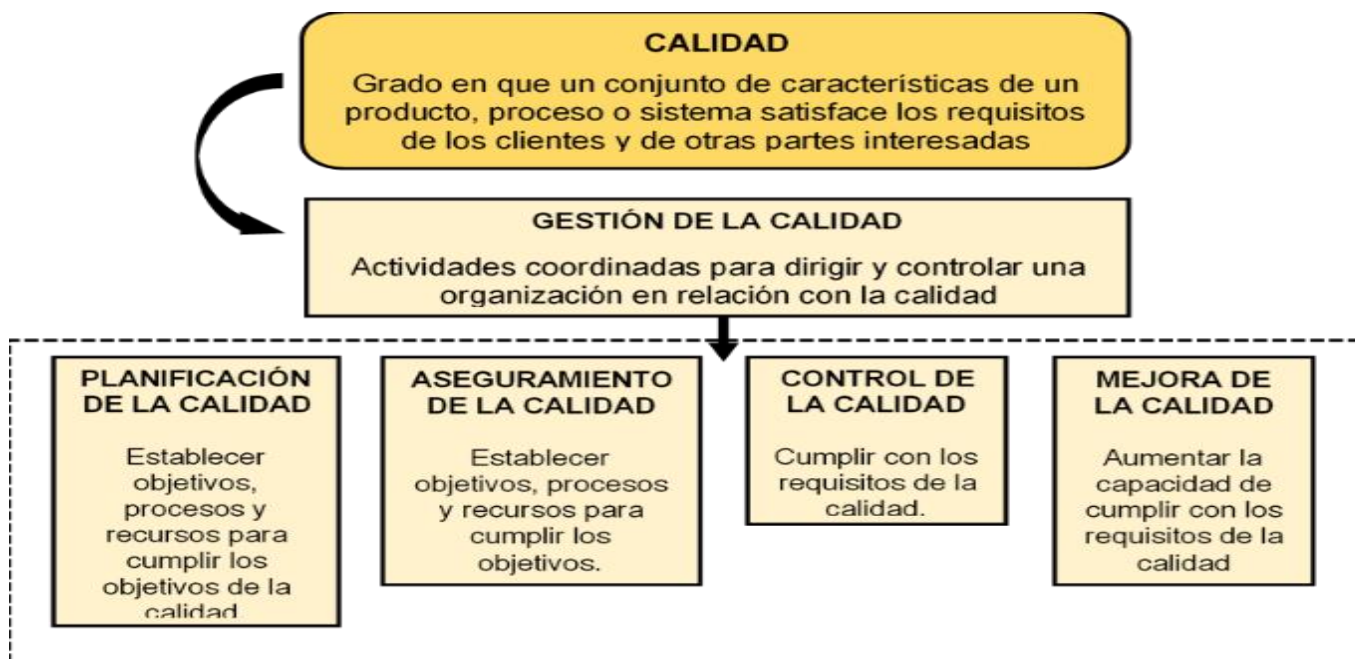 CALIDAD
Grado en que un conjunto de características de un
producto, proceso o sistema satisface los requisitos
de los clientes y de otras partes interesadas
GESTIÓN DE LA CALIDAD
Actividades coordinadas para dirigir y controlar una
organización en relación con la calidad
PLANIFICACIÓN
DE LA CALIDAD
Establecer
objetivos,
procesos y
recursos para
cumplir los
objetivos de la
calidad
ASEGURAMIENTO
DE LA CALIDAD
Establecer
objetivos, procesos
y recursos para
cumplir los
objetivos.
CONTROL DE
LA CALIDAD
Cumplir con los
requisitos de la
calidad.
MEJORA DE
LA CALIDAD
Aumentar la
capacidad de
cumplir con los
requisitos de la
calidad